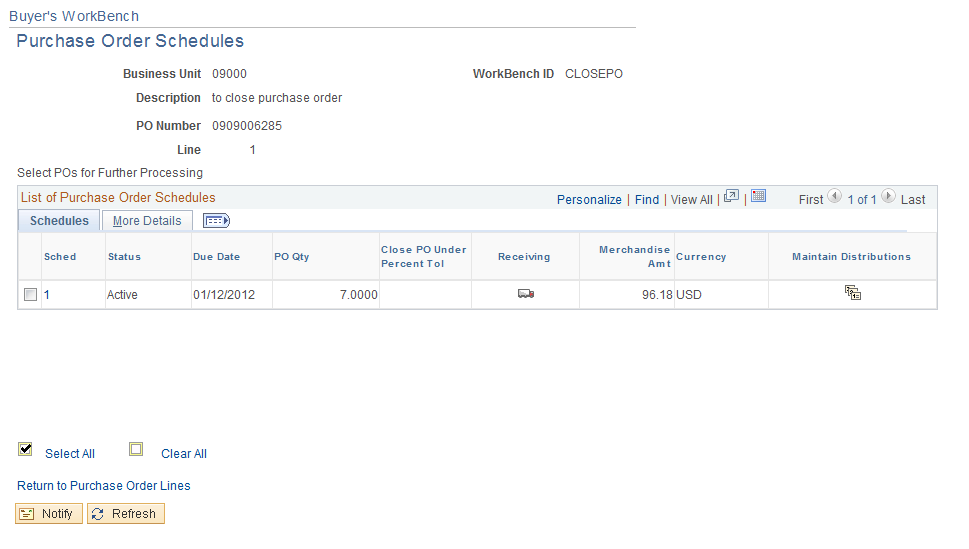 Buyer's WorkBench
Purchase Order Schedules
Business Unit 09000 WorkBench ID CLOSEPO
Description to close purchase order
PO Number 0909006285
Line 1
Select POs for Further Processing
List of Purchase Order Schedules Personalize | Find | View All | | First 1 of 1 Last
Schedules More Details
Sched Status Due Date PO Qty Close PO Under Percent Tol Receiving Merchandise Amt Currency Maintain Distributions
1 Active 01/12/2012 7.0000 96.18 USD
Select All Clear All
Return to Purchase Order Lines
Notify Refresh